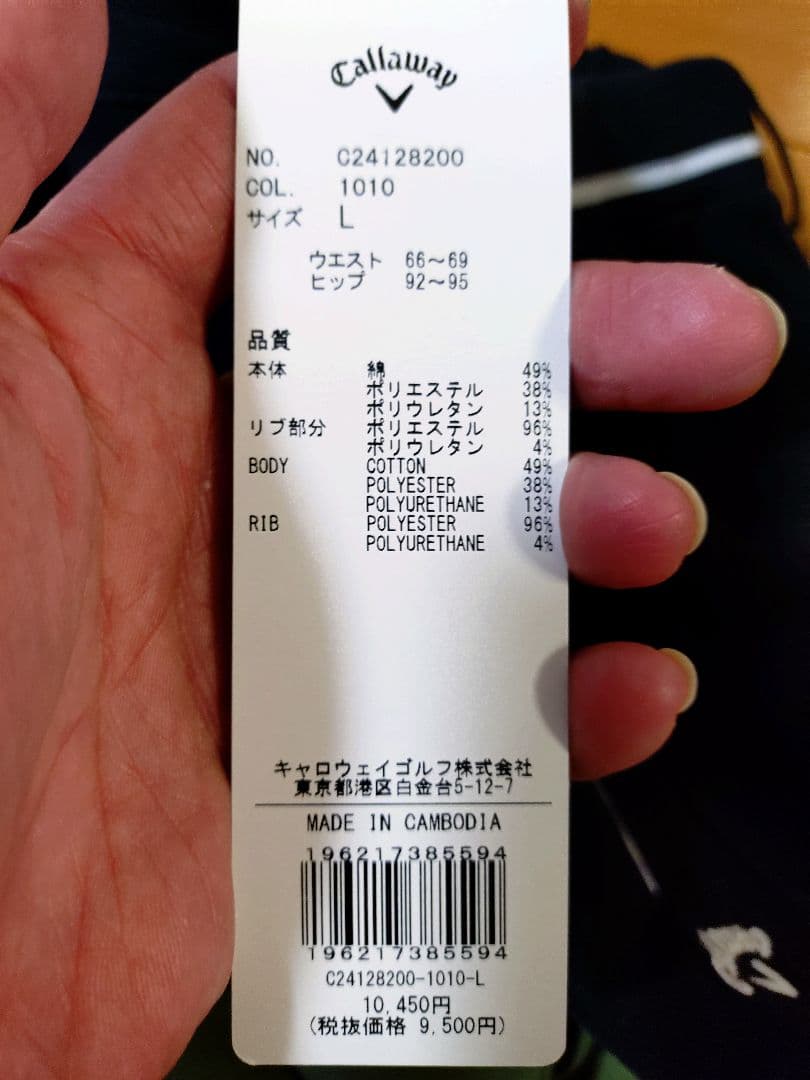 Callaway
NO. C24128200
COL. 1010
サイズ L
ウエスト 66～69
ヒップ 92～95
品質
本体 綿 49%
ポリエステル 38%
ポリウレタン 13%
リブ部分 ポリエステル 96%
ポリウレタン 4%
BODY COTTON 49%
POLYESTER 38%
POLYURETHANE 13%
RIB POLYESTER 96%
POLYURETHANE 4%
キャロウェイゴルフ株式会社
東京都港区白金台5-12-7
MADE IN CAMBODIA
196217385594
196217385594
C24128200-1010-L
10,450円
(税抜価格 9,500円)